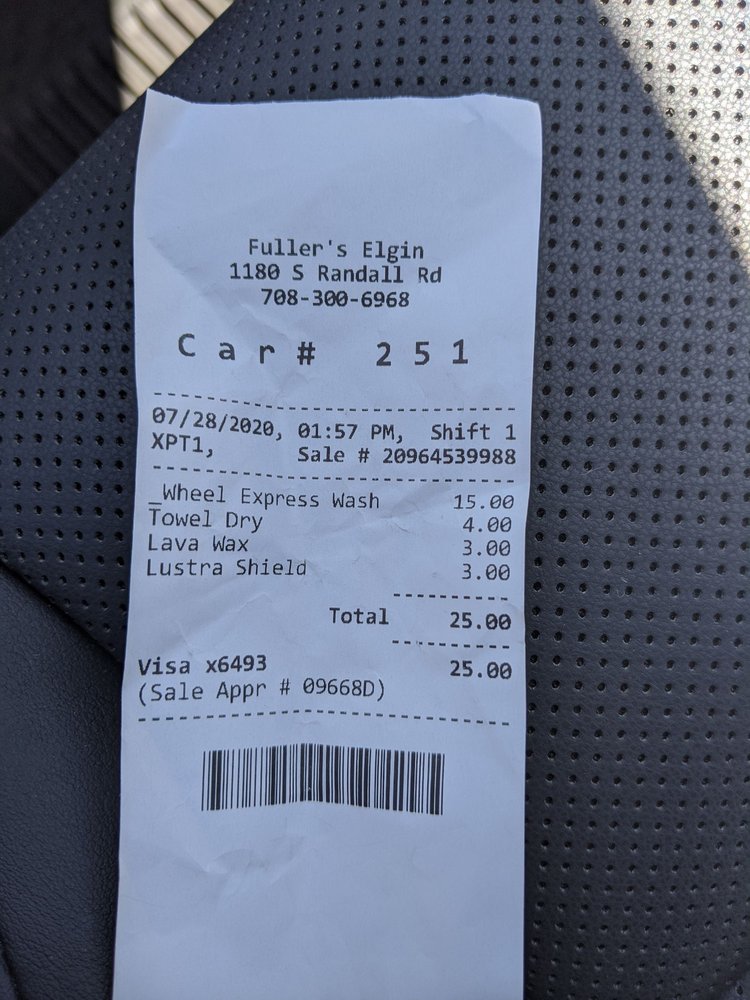 Fuller's Elgin
1180 S Randall Rd
708-300-6968
Car# 251
07/28/2020, 01:57 PM, Shift 1
XPT1, Sale # 20964539988
_Wheel Express Wash 15.00
Towel Dry 4.00
Lava Wax 3.00
Lustra Shield 3.00
Total 25.00
Visa x6493 25.00
(Sale Appr # 09668D)